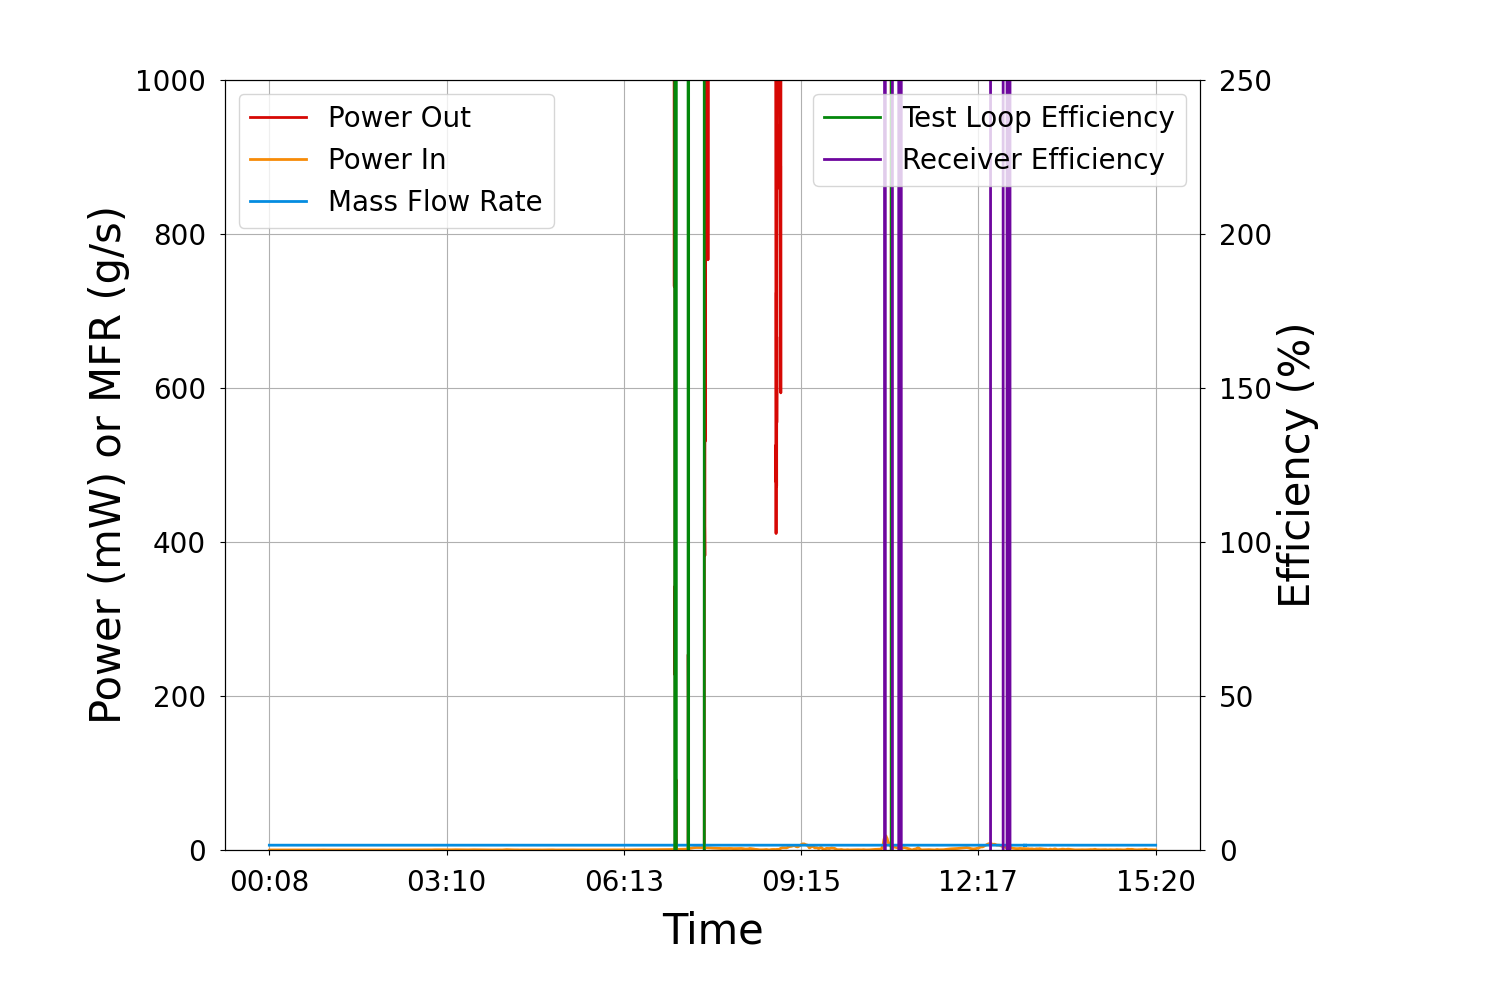 1000
800
600
400
200
0
Power (mW) or MFR (g/s)
Power Out
Power In
Mass Flow Rate
Test Loop Efficiency
Receiver Efficiency
250
200
150
100
50
0
Efficiency (%)
00:08 03:10 06:13 09:15 12:17 15:20
Time